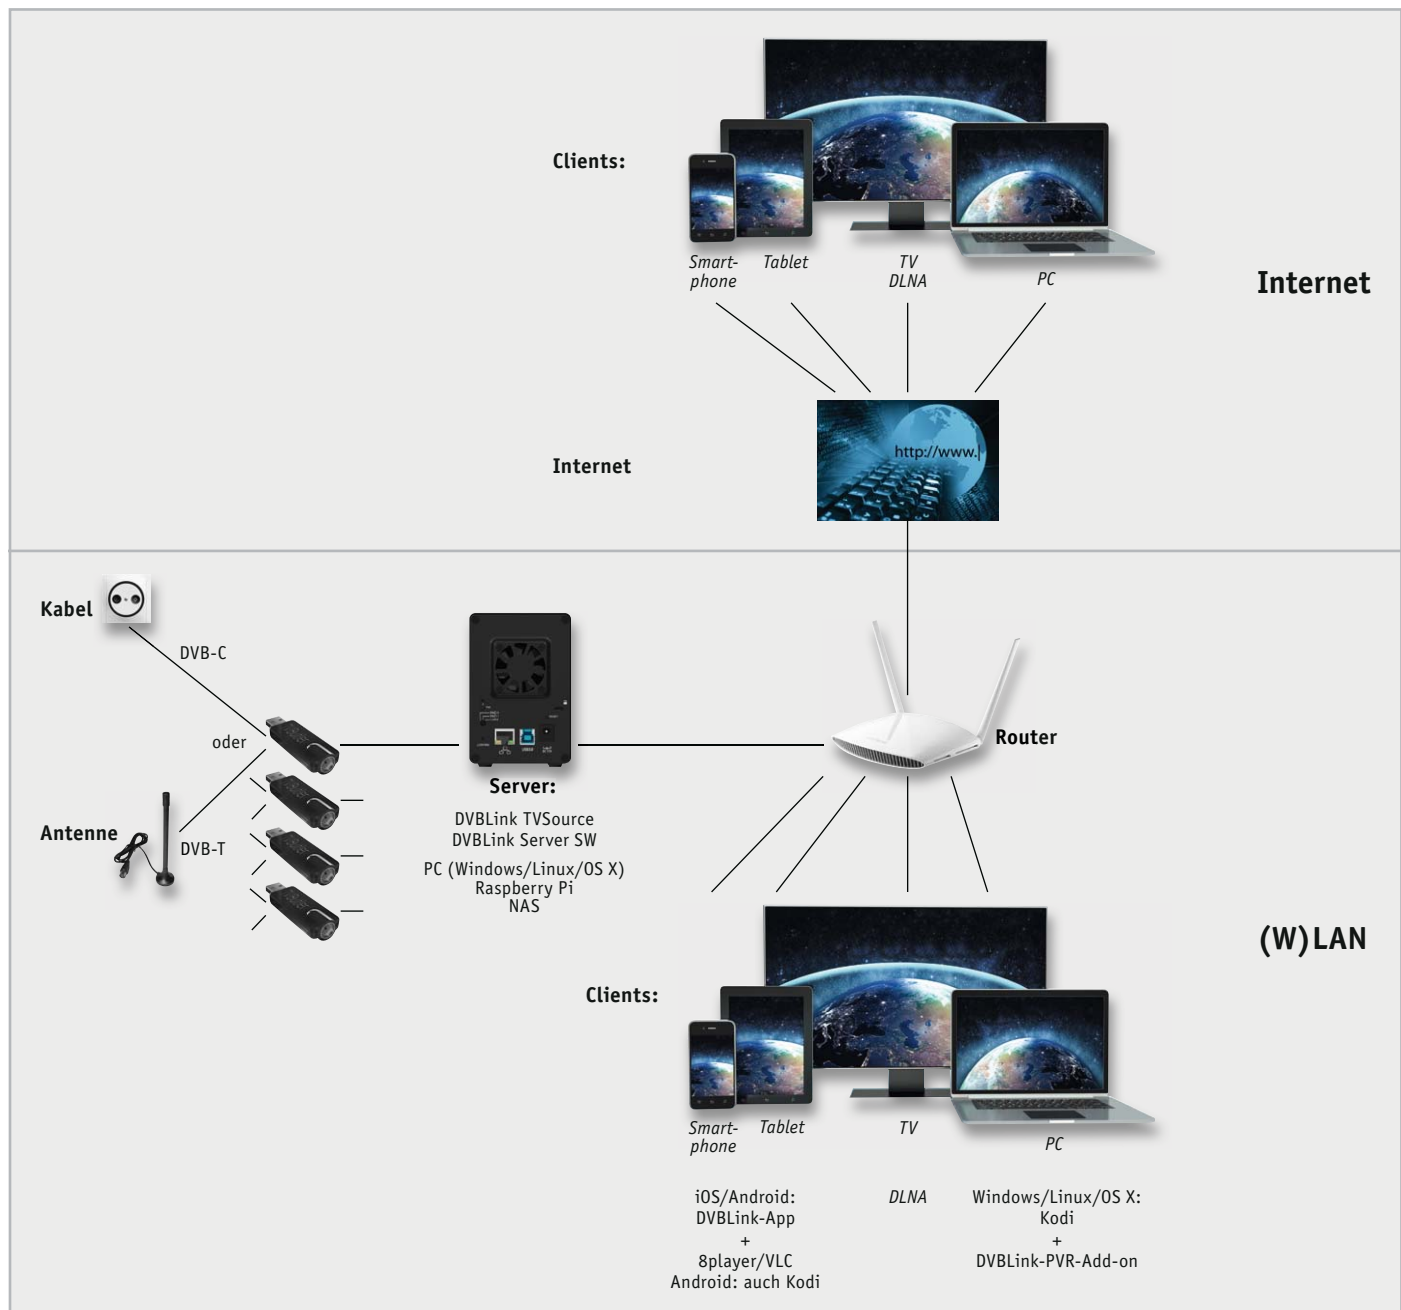 Clients:
Smart-
phone
Tablet
TV
DLNA
PC
Internet
http://www.
Internet
Kabel
DVB-C
oder
Antenne
DVB-T
Server:
DVBLink TVSource
DVBLink Server SW
PC (Windows/Linux/OS X)
Raspberry Pi
NAS
Router
(W)LAN
Clients:
Smart-
phone
Tablet
TV
PC
iOS/Android:
DVBLink-App
+
8player/VLC
Android: auch Kodi
DLNA
Windows/Linux/OS X:
Kodi
+
DVBLink-PVR-Add-on